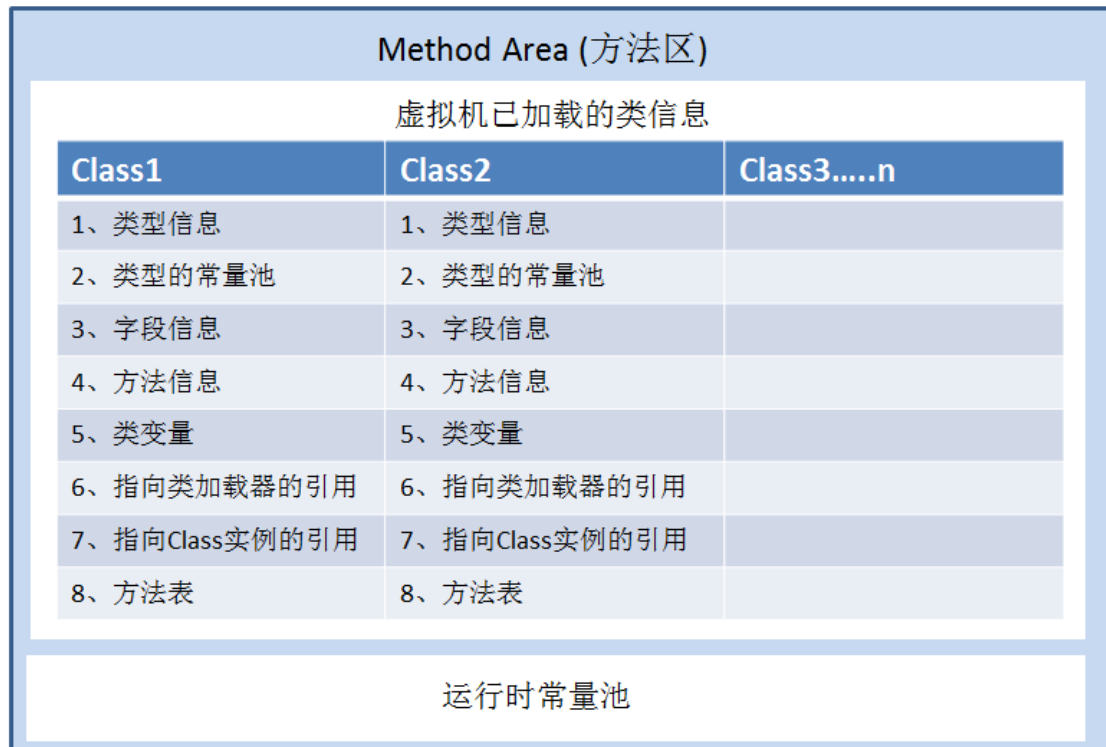 Method Area (方法区)
虚拟机已加载的类信息
Class1 Class2 Class3.....n
1、类型信息 1、类型信息
2、类型的常量池 2、类型的常量池
3、字段信息 3、字段信息
4、方法信息 4、方法信息
5、类变量 5、类变量
6、指向类加载器的引用 6、指向类加载器的引用
7、指向Class实例的引用 7、指向Class实例的引用
8、方法表 8、方法表
运行时常量池